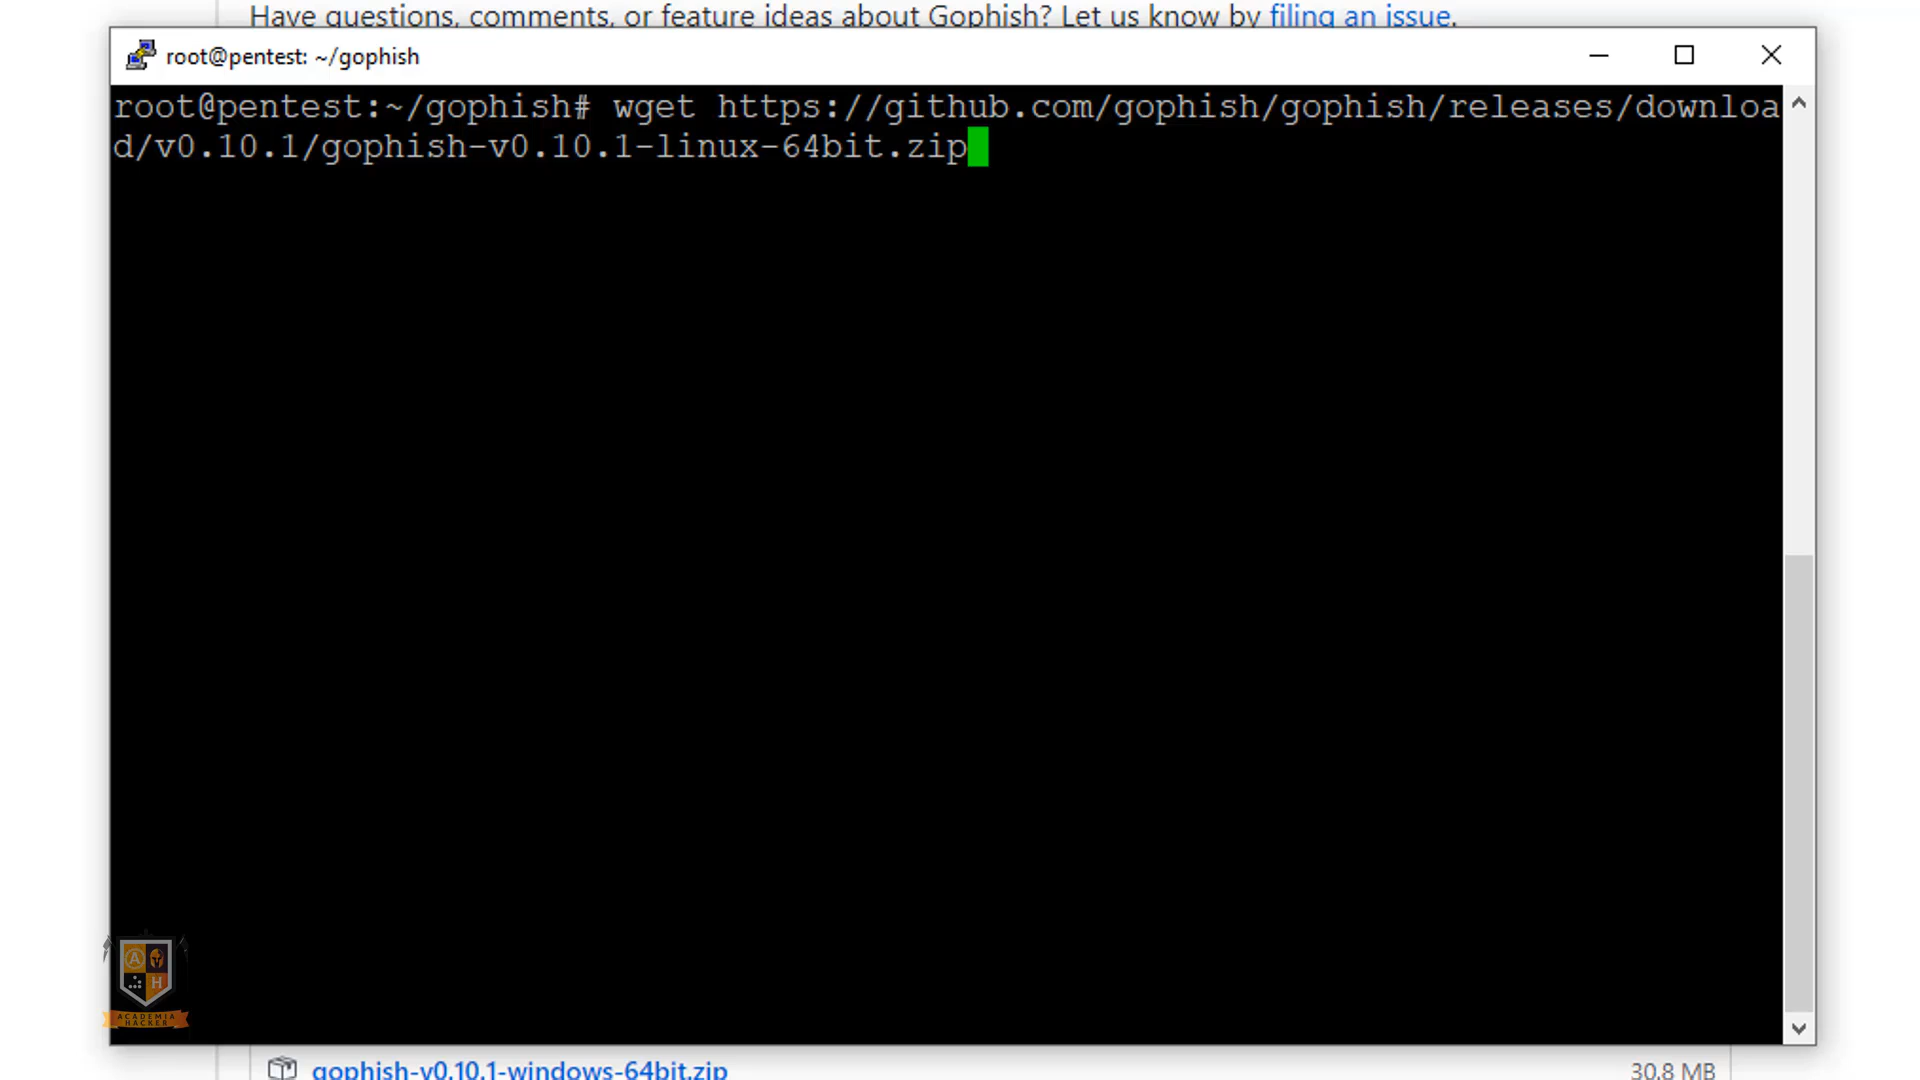 Have questions, comments, or feature ideas about Gophish? Let us know by filing an issue.
root@pentest: ~/gophish
root@pentest:~/gophish# wget https://github.com/gophish/gophish/releases/downloa
d/v0.10.1/gophish-v0.10.1-linux-64bit.zip
A
H
ACADEMIA
HACKER
gophish-v0.10.1-windows-64bit.zip 30.8 MB